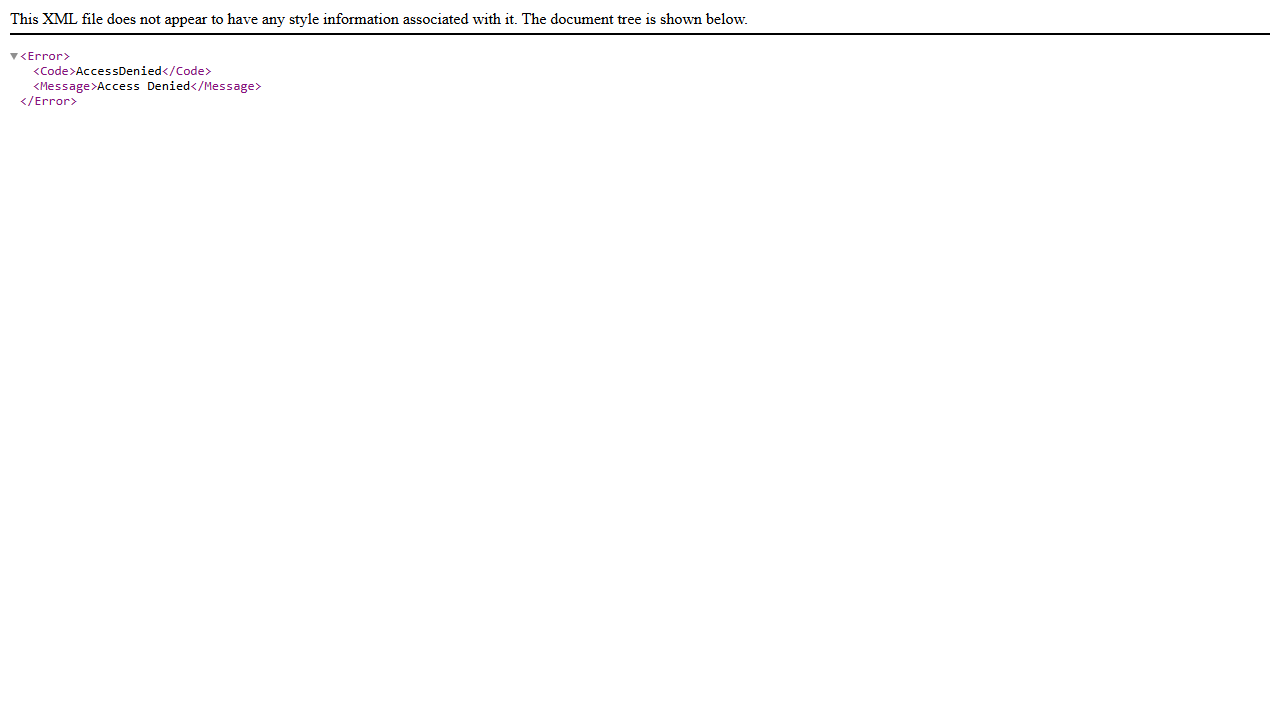 This XML file does not appear to have any style information associated with it. The document tree is shown below.
▼<Error>
<Code>AccessDenied</Code>
<Message>Access Denied</Message>
</Error>